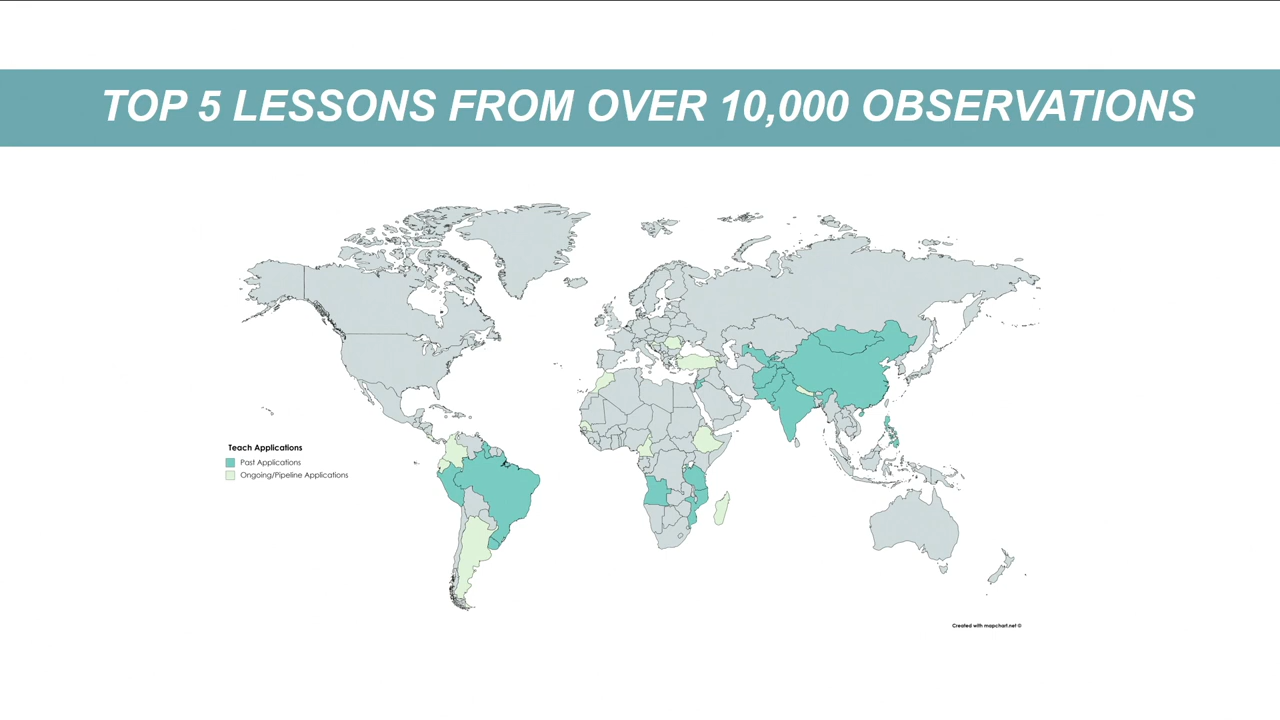 TOP 5 LESSONS FROM OVER 10,000 OBSERVATIONS
Teach Applications
Past Applications
Ongoing/Pipeline Applications
Created with mapchart.net ©